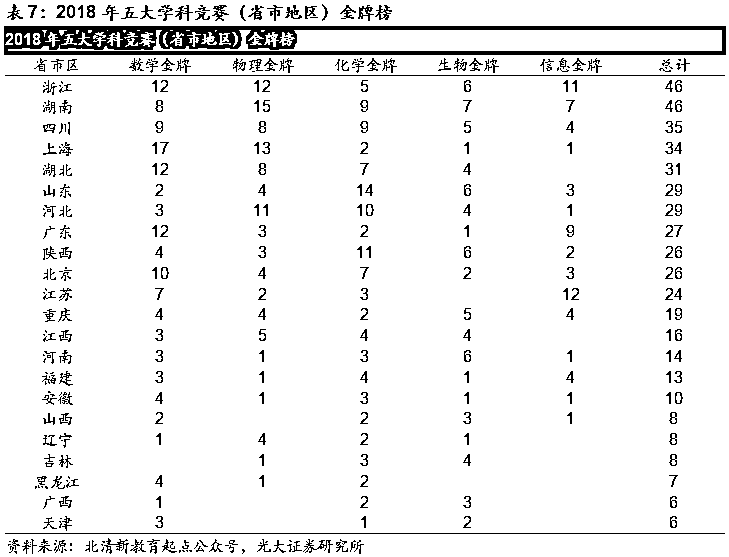 表 7：2018 年五大学科竞赛（省市地区）金牌榜
2018 年五大学科竞赛（省市地区）金牌榜
省市区 数学金牌 物理金牌 化学金牌 生物金牌 信息金牌 总计
浙江 12 12 5 6 11 46
湖南 8 15 9 7 7 46
四川 9 8 9 5 4 35
上海 17 13 2 1 1 34
湖北 12 8 7 4 31
山东 2 4 14 6 3 29
河北 3 11 10 4 1 29
广东 12 3 2 1 9 27
陕西 4 3 11 6 2 26
北京 10 4 7 2 3 26
江苏 7 2 3 12 24
重庆 4 4 2 5 4 19
江西 3 5 4 4 16
河南 3 1 3 6 1 14
福建 3 1 4 1 4 13
安徽 4 1 3 1 1 10
山西 2 2 3 1 8
辽宁 1 4 2 1 8
吉林 1 3 4 8
黑龙江 4 1 2 7
广西 1 2 3 6
天津 3 1 2 6
资料来源：北清新教育起点公众号，光大证券研究所